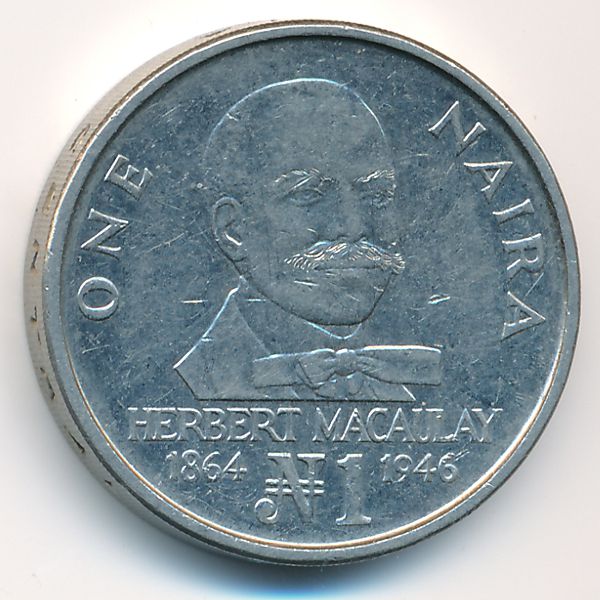 ONE NAIRA
HERBERT MACAULAY
1864 ₦1 1946